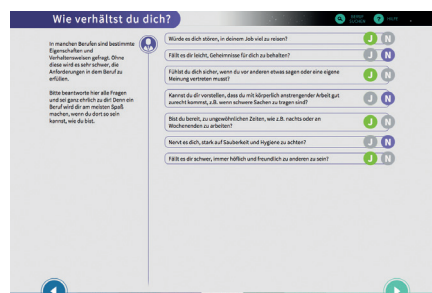 Wie verhältst du dich?
BERUF
SUCHEN
HILFE
In manchen Berufen sind bestimmte
Eigenschaften und
Verhaltensweisen gefragt. Ohne
diese wird es sehr schwer, die
Anforderungen in dem Beruf zu
erfüllen.
Bitte beantworte hier alle Fragen
und sei ganz ehrlich zu dir! Denn ein
Beruf wird dir am meisten Spaß
machen, wenn du dort so sein
kannst, wie du bist.
Würde es dich stören, in deinem Job viel zu reisen?
J N
Fällt es dir leicht, Geheimnisse für dich zu behalten?
J N
Fühlst du dich sicher, wenn du vor anderen etwas sagen oder eine eigene
Meinung vertreten musst?
J N
Kannst du dir vorstellen, dass du mit körperlich anstrengender Arbeit gut
zurecht kommst, z.B. wenn schwere Sachen zu tragen sind?
J N
Bist du bereit, zu ungewöhnlichen Zeiten, wie z.B. nachts oder an
Wochenenden zu arbeiten?
J N
Nervt es dich, stark auf Sauberkeit und Hygiene zu achten?
J N
Fällt es dir schwer, immer höflich und freundlich zu anderen zu sein?
J N